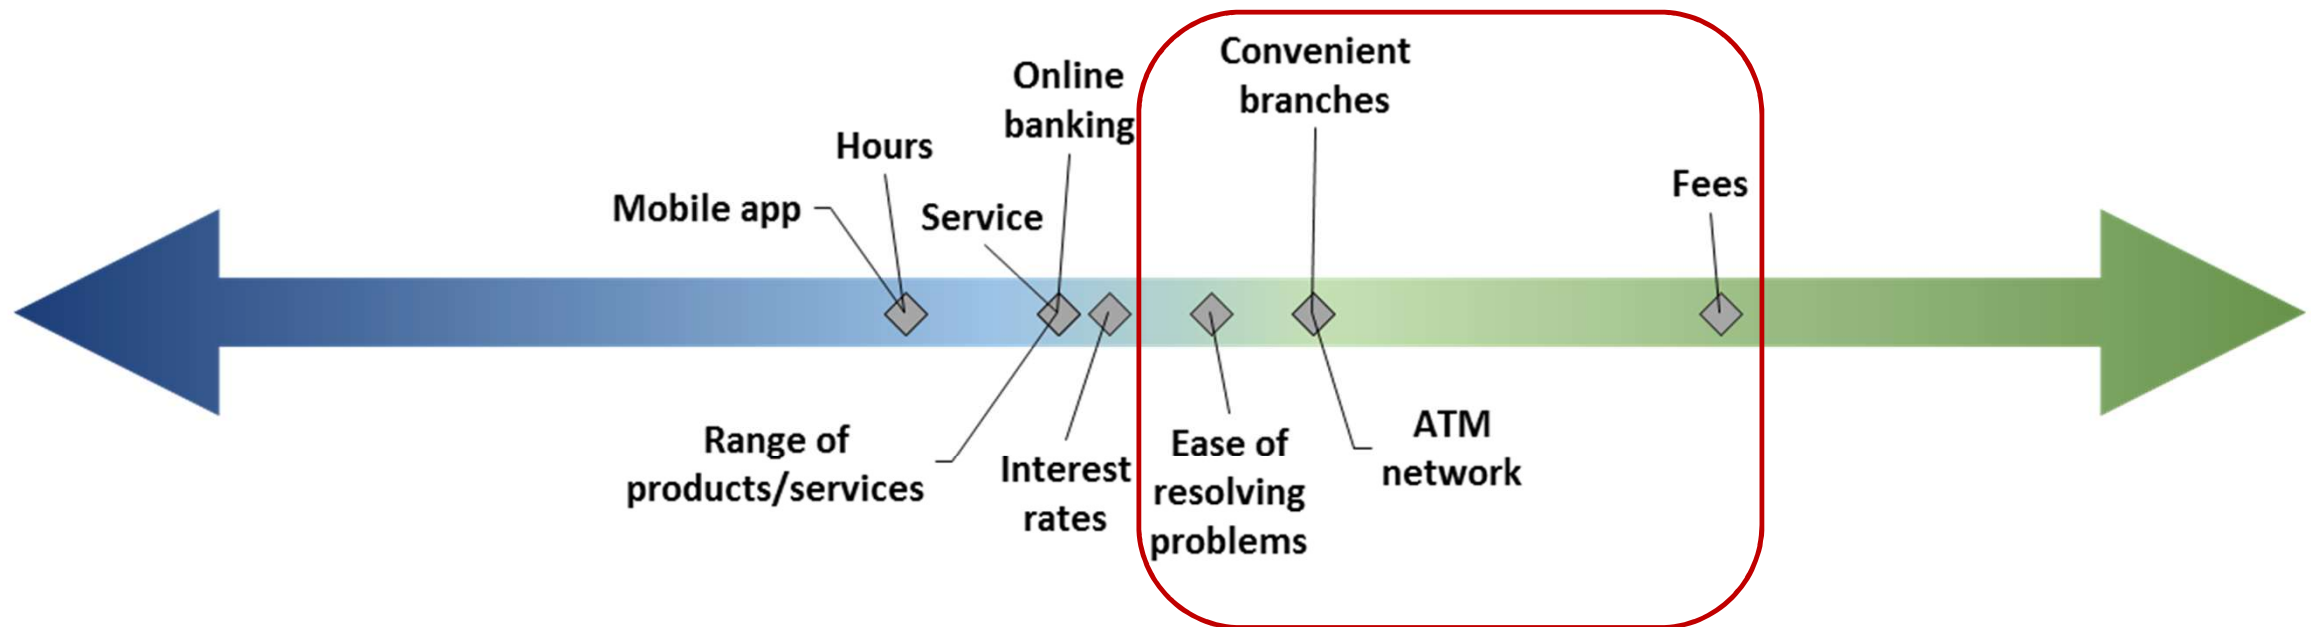 Convenient
branches
Online
banking
Hours
Fees
Mobile app
Service
ATM
network
Range of
products/services
Interest
rates
Ease of
resolving
problems